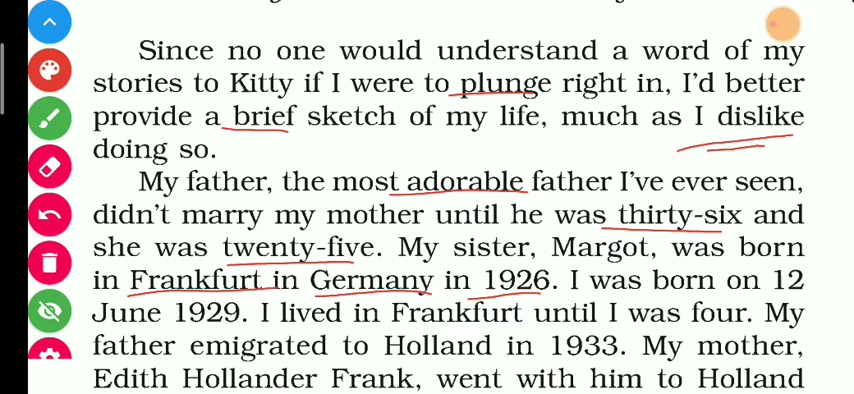 Since no one would understand a word of my
stories to Kitty if I were to plunge right in, I'd better
provide a brief sketch of my life, much as I dislike
doing so.
My father, the most adorable father I've ever seen,
didn't marry my mother until he was thirty-six and
she was twenty-five. My sister, Margot, was born
in Frankfurt in Germany in 1926. I was born on 12
June 1929. I lived in Frankfurt until I was four. My
father emigrated to Holland in 1933. My mother,
Edith Hollander Frank, went with him to Holland